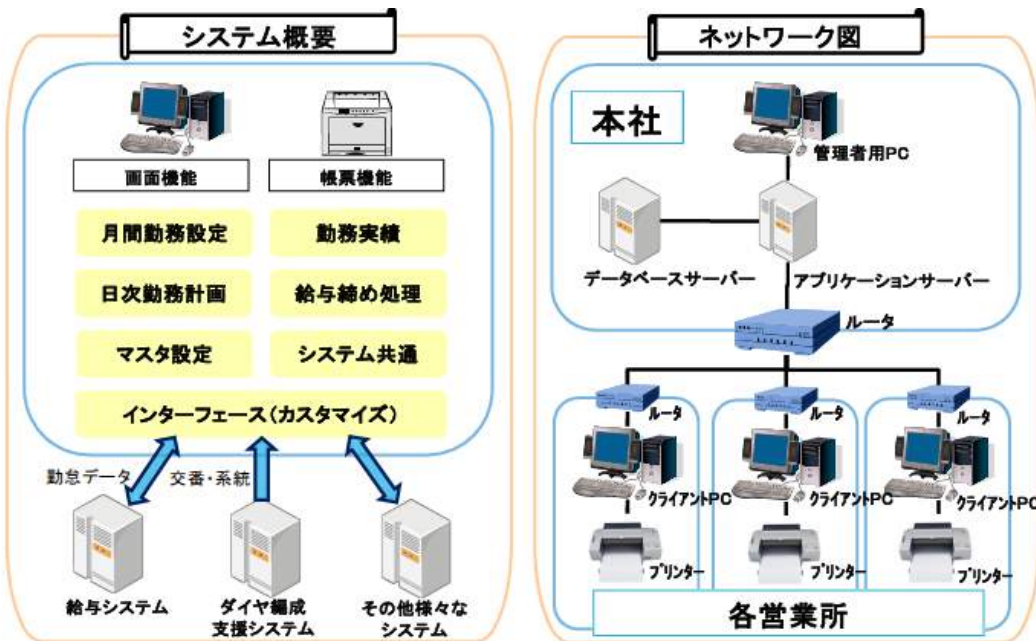 システム概要
画面機能
帳票機能
月間勤務設定
勤務実績
日次勤務計画
給与締め処理
マスタ設定
システム共通
インターフェース(カスタマイズ)
勤怠データ
交番・系統
給与システム
ダイヤ編成
支援システム
その他様々な
システム
ネットワーク図
本社
管理者用PC
データベースサーバー
アプリケーションサーバー
ルータ
ルータ
ルータ
ルータ
クライアントPC
クライアントPC
クライアントPC
プリンター
プリンター
プリンター
各営業所